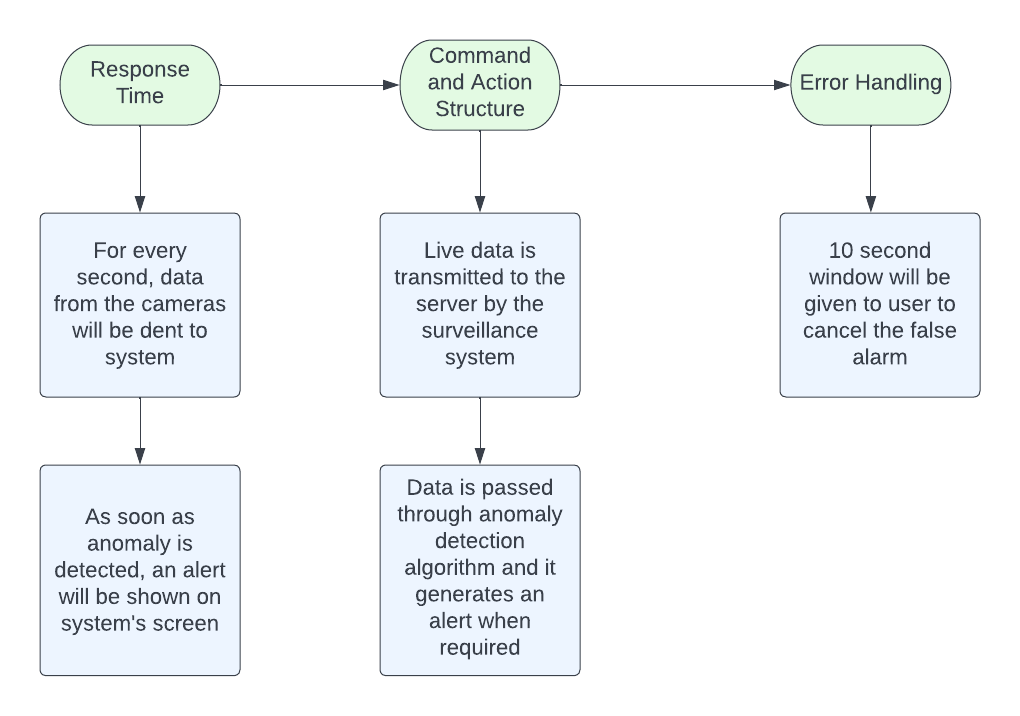 Response
Time
Command
and Action
Structure
Error Handling
For every
second, data
from the cameras
will be dent to
system
Live data is
transmitted to the
server by the
surveillance
system
10 second
window will be
given to user to
cancel the false
alarm
As soon as
anomaly is
detected, an alert
will be shown on
system's screen
Data is passed
through anomaly
detection
algorithm and it
generates an
alert when
required